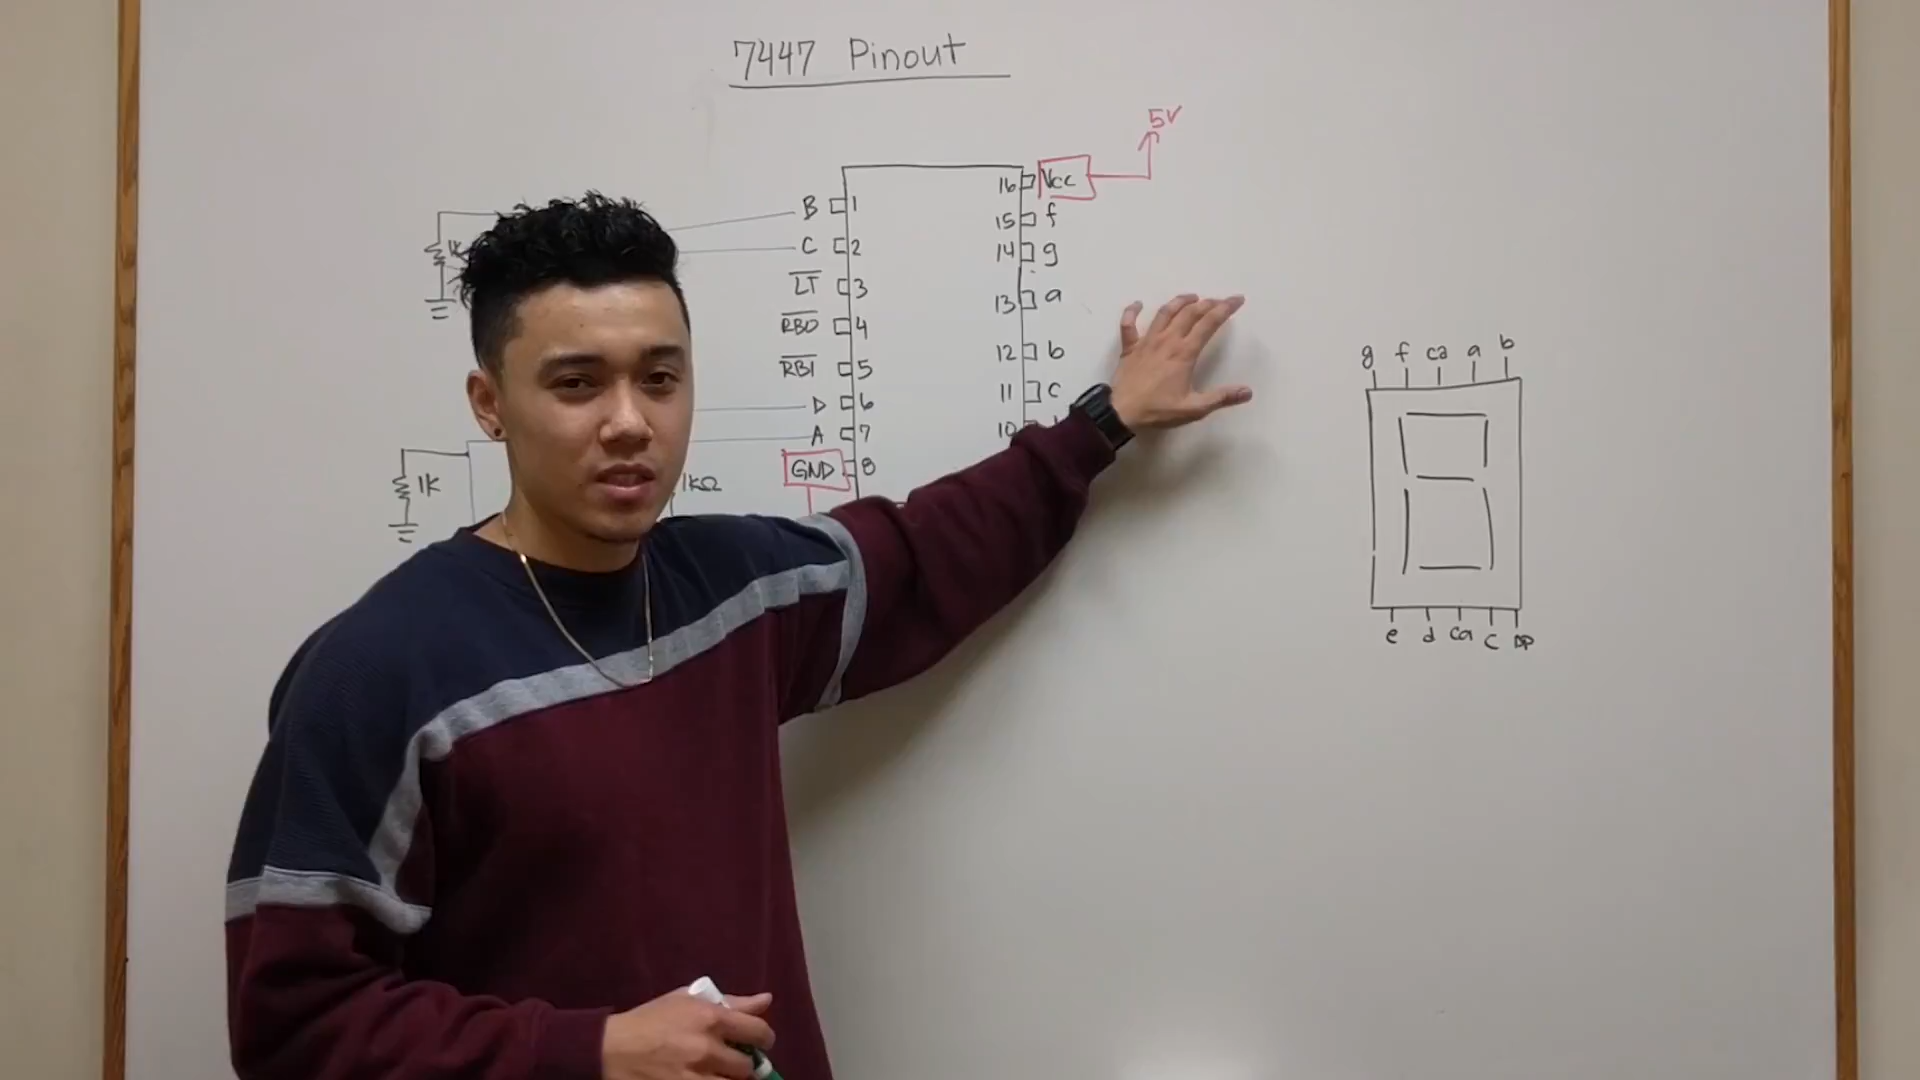 7447 Pinout
5V
B 1
C 2
LT 3
RBO 4
RBI 5
D 6
A 7
GND 8
16 Vcc
15 f
14 g
13 a
12 b
11 c
10
1K
1K
1KΩ
g f ca a b
e d ca c DP